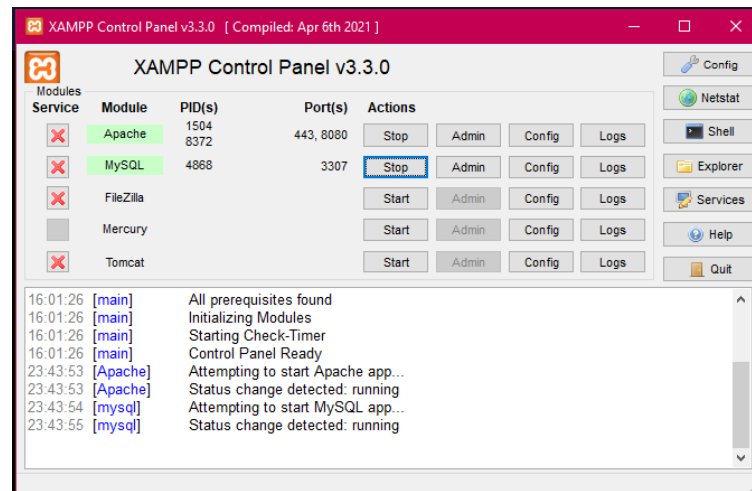 XAMPP Control Panel v3.3.0 [ Compiled: Apr 6th 2021 ]
XAMPP Control Panel v3.3.0
Config
Modules
Service Module PID(s) Port(s) Actions
Netstat
Apache 1504 8372 443, 8080 Stop Admin Config Logs
Shell
MySQL 4868 3307 Stop Admin Config Logs
Explorer
FileZilla Start Admin Config Logs
Services
Mercury Start Admin Config Logs
Help
Tomcat Start Admin Config Logs
Quit
16:01:26 [main] All prerequisites found
16:01:26 [main] Initializing Modules
16:01:26 [main] Starting Check-Timer
16:01:26 [main] Control Panel Ready
23:43:53 [Apache] Attempting to start Apache app...
23:43:53 [Apache] Status change detected: running
23:43:54 [mysql] Attempting to start MySQL app...
23:43:55 [mysql] Status change detected: running